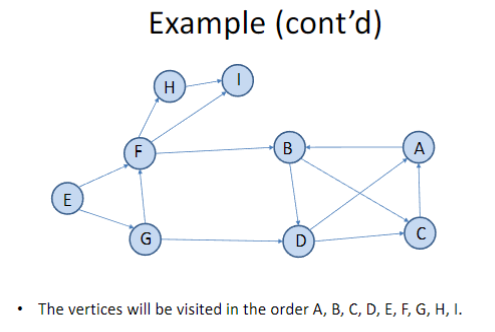 Example (cont’d)
H
I
F
B
A
E
G
D
C
• The vertices will be visited in the order A, B, C, D, E, F, G, H, I.